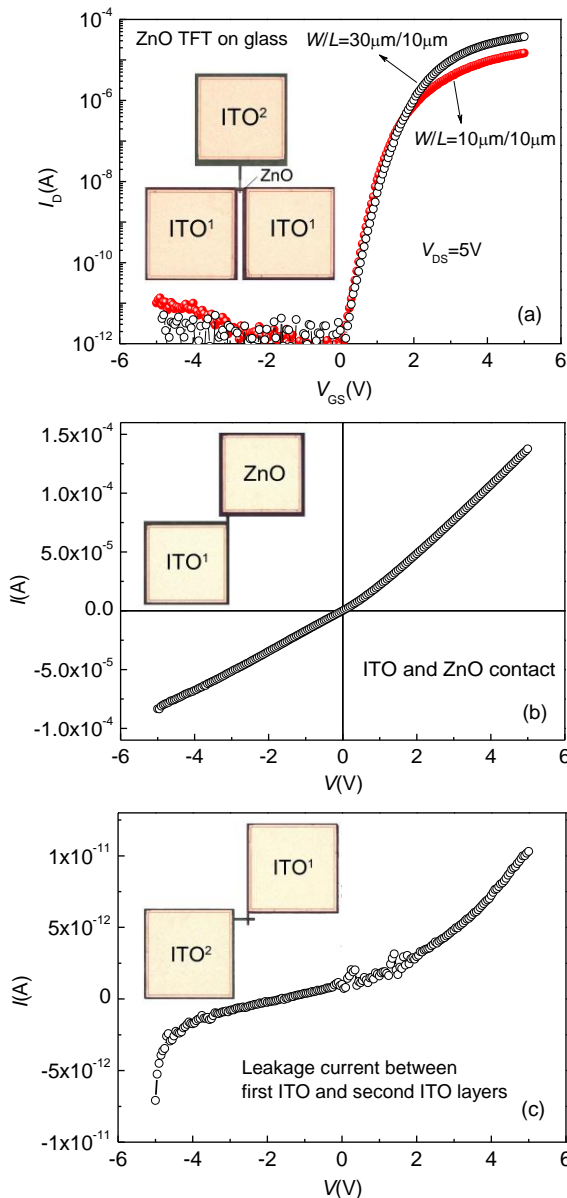 ZnO TFT on glass
W/L=30μm/10μm
10⁻⁴
10⁻⁶
10⁻⁸
10⁻¹⁰
10⁻¹²
I_D(A)
ITO²
ZnO
ITO¹
ITO¹
W/L=10μm/10μm
V_DS=5V
(a)
-6 -4 -2 0 2 4 6
V_GS(V)
1.5x10⁻⁴
1.0x10⁻⁴
5.0x10⁻⁵
0.0
-5.0x10⁻⁵
-1.0x10⁻⁴
I(A)
ZnO
ITO¹
ITO and ZnO contact
(b)
-6 -4 -2 0 2 4 6
V(V)
1x10⁻¹¹
5x10⁻¹²
0
-5x10⁻¹²
-1x10⁻¹¹
I(A)
ITO¹
ITO²
Leakage current between
first ITO and second ITO layers
(c)
-6 -4 -2 0 2 4 6
V(V)